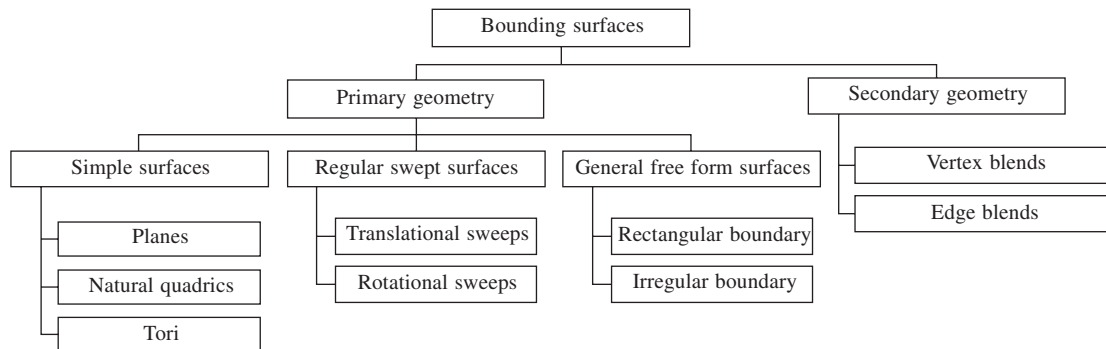 Bounding surfaces
Primary geometry
Secondary geometry
Simple surfaces
Regular swept surfaces
General free form surfaces
Vertex blends
Edge blends
Planes
Translational sweeps
Rectangular boundary
Natural quadrics
Rotational sweeps
Irregular boundary
Tori